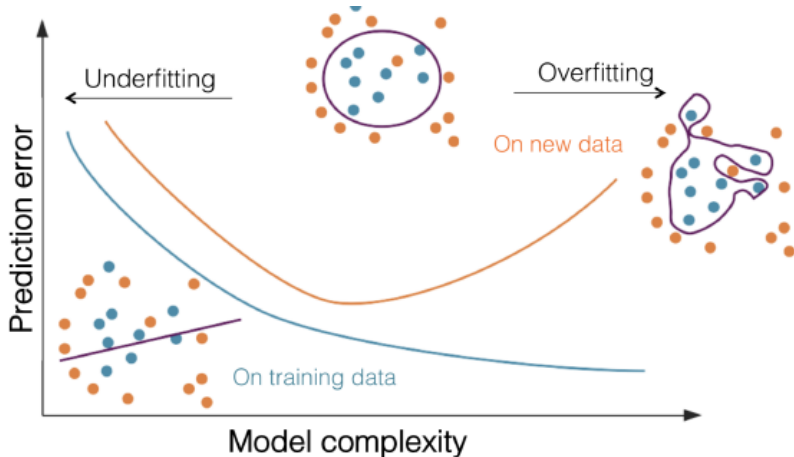 Underfitting
Overfitting
On new data
Prediction error
On training data
Model complexity